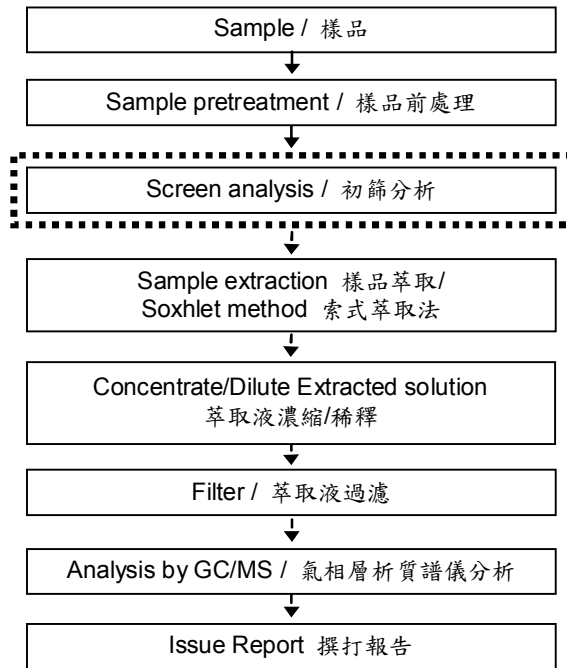 Sample / 樣品
Sample pretreatment / 樣品前處理
Screen analysis / 初篩分析
Sample extraction 樣品萃取/
Soxhlet method 索式萃取法
Concentrate/Dilute Extracted solution
萃取液濃縮/稀釋
Filter / 萃取液過濾
Analysis by GC/MS / 氣相層析質譜儀分析
Issue Report 撰打報告